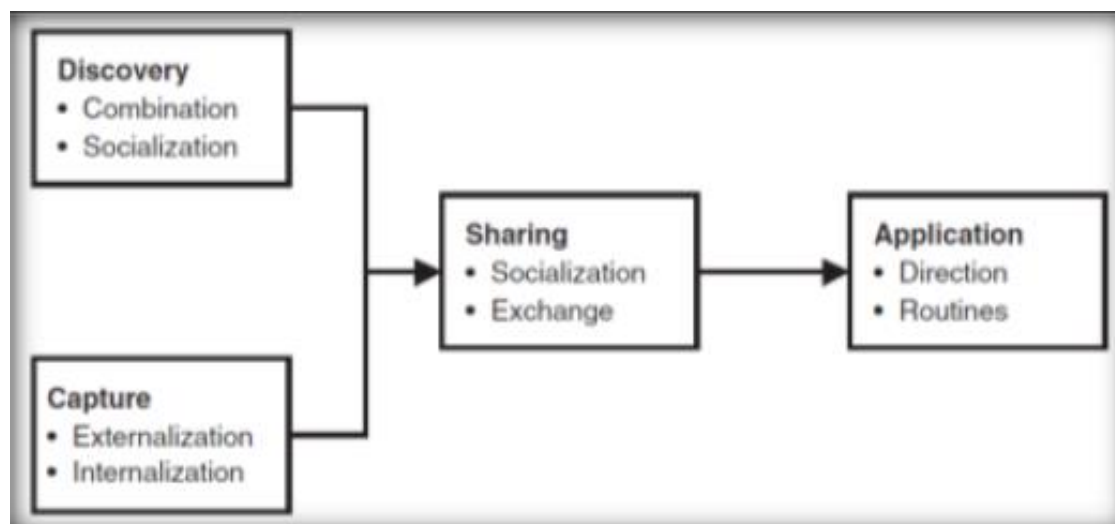 Discovery
• Combination
• Socialization
Sharing
• Socialization
• Exchange
Application
• Direction
• Routines
Capture
• Externalization
• Internalization